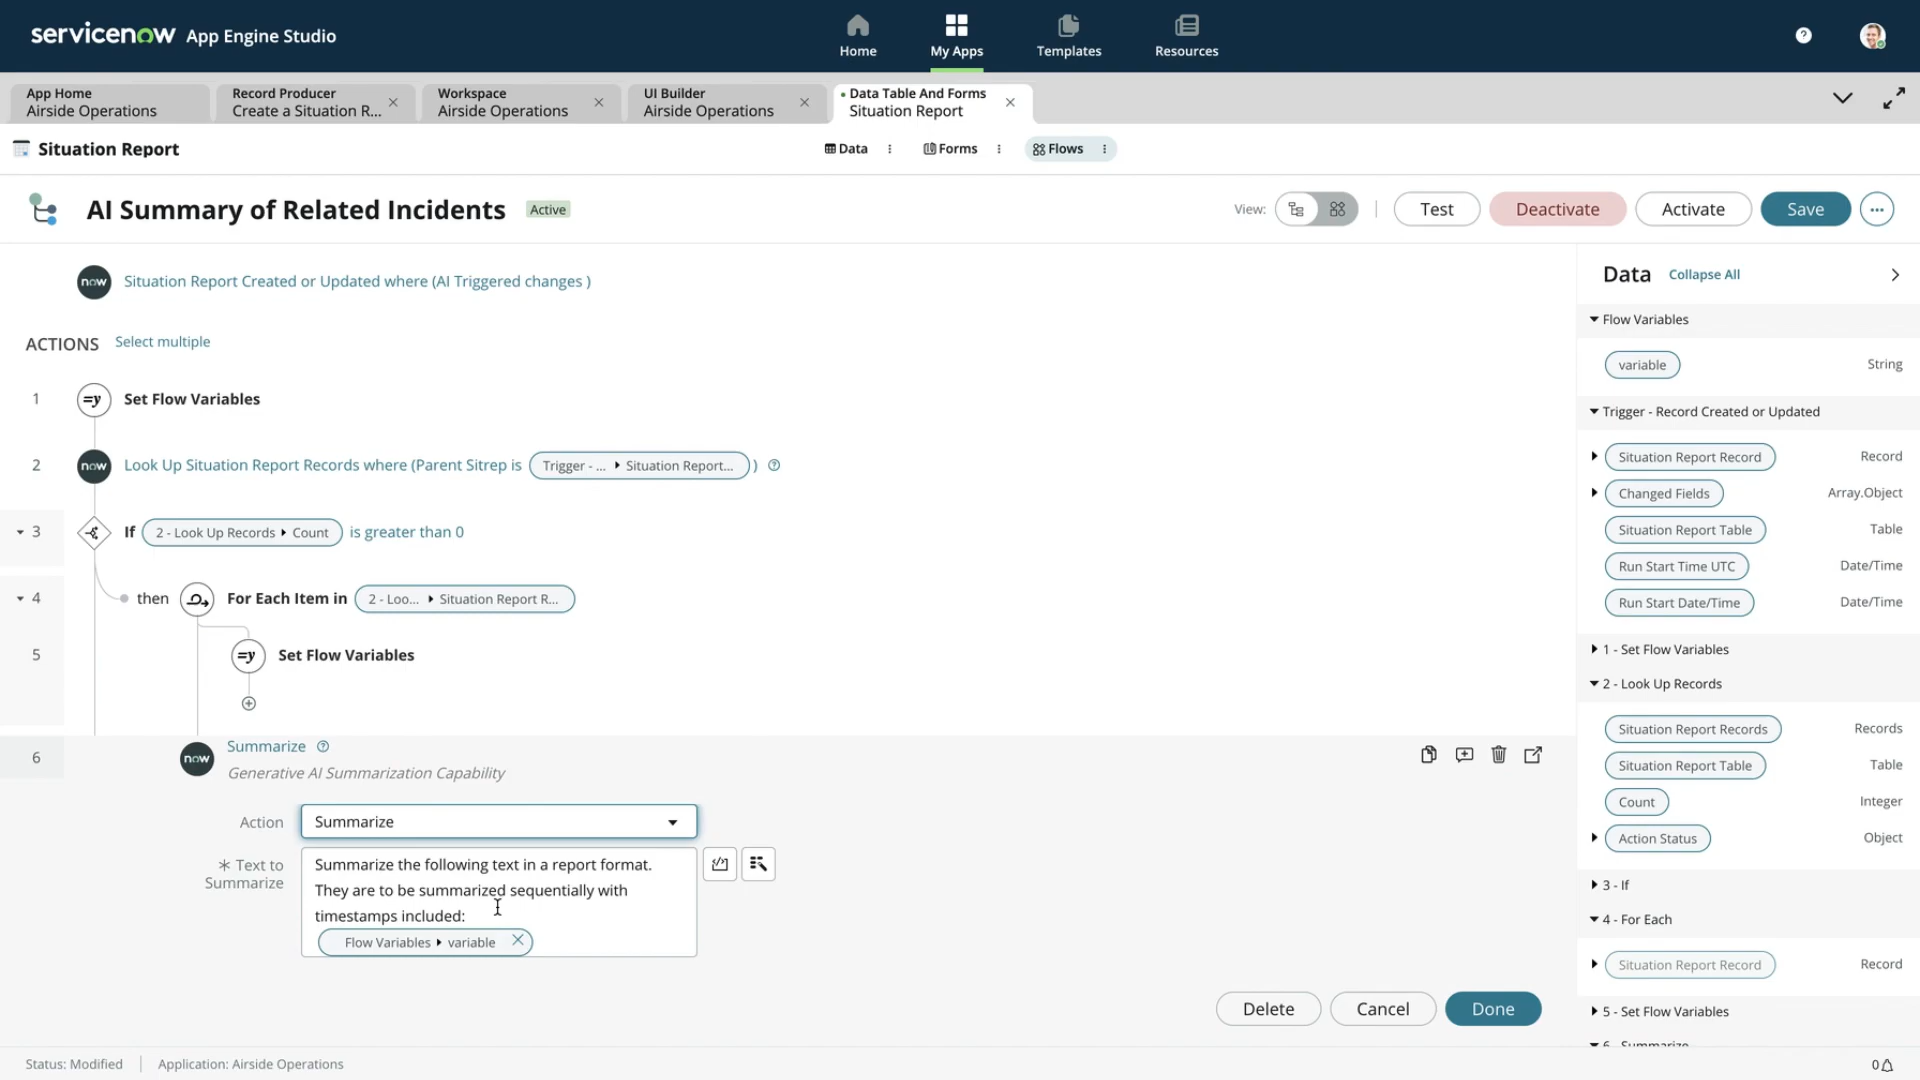 servicenow App Engine Studio
Home
My Apps
Templates
Resources
?
App Home
Airside Operations
Record Producer
Create a Situation R...
Workspace
Airside Operations
UI Builder
Airside Operations
Data Table And Forms
Situation Report
Situation Report
Data
Forms
Flows
AI Summary of Related Incidents
Active
View:
Test
Deactivate
Activate
Save
now
Situation Report Created or Updated where (AI Triggered changes )
ACTIONS
Select multiple
1
=y
Set Flow Variables
2
now
Look Up Situation Report Records where (Parent Sitrep is Trigger - ... Situation Report... )
3
If 2 - Look Up Records Count is greater than 0
4
then
For Each Item in 2 - Loo... Situation Report R...
5
=y
Set Flow Variables
6
now
Summarize
Generative AI Summarization Capability
Action
Summarize
* Text to
Summarize
Summarize the following text in a report format.
They are to be summarized sequentially with
timestamps included:
Flow Variables variable
Delete
Cancel
Done
Data
Collapse All
Flow Variables
variable String
Trigger - Record Created or Updated
Situation Report Record Record
Changed Fields Array.Object
Situation Report Table Table
Run Start Time UTC Date/Time
Run Start Date/Time Date/Time
1 - Set Flow Variables
2 - Look Up Records
Situation Report Records Records
Situation Report Table Table
Count Integer
Action Status Object
3 - If
4 - For Each
Situation Report Record Record
5 - Set Flow Variables
6 - Summarize
Status: Modified
Application: Airside Operations
0